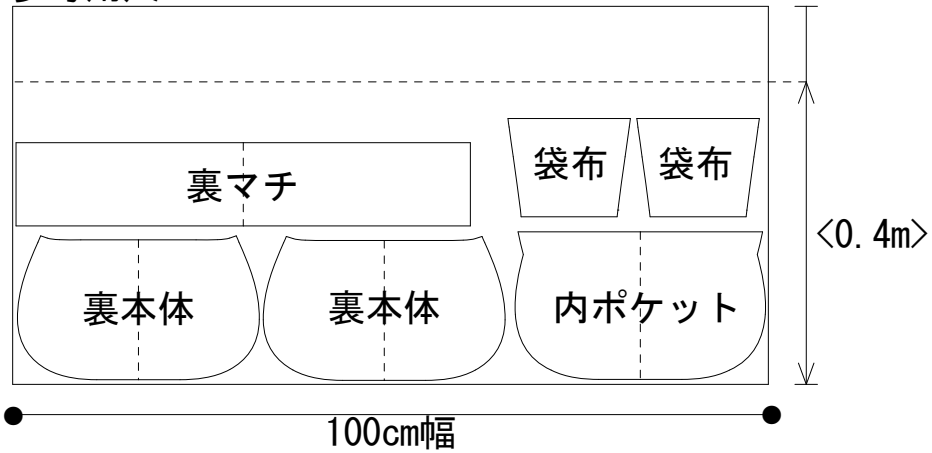 袋布 袋布
裏マチ
<0.4m>
裏本体 裏本体 内ポケット
100cm幅